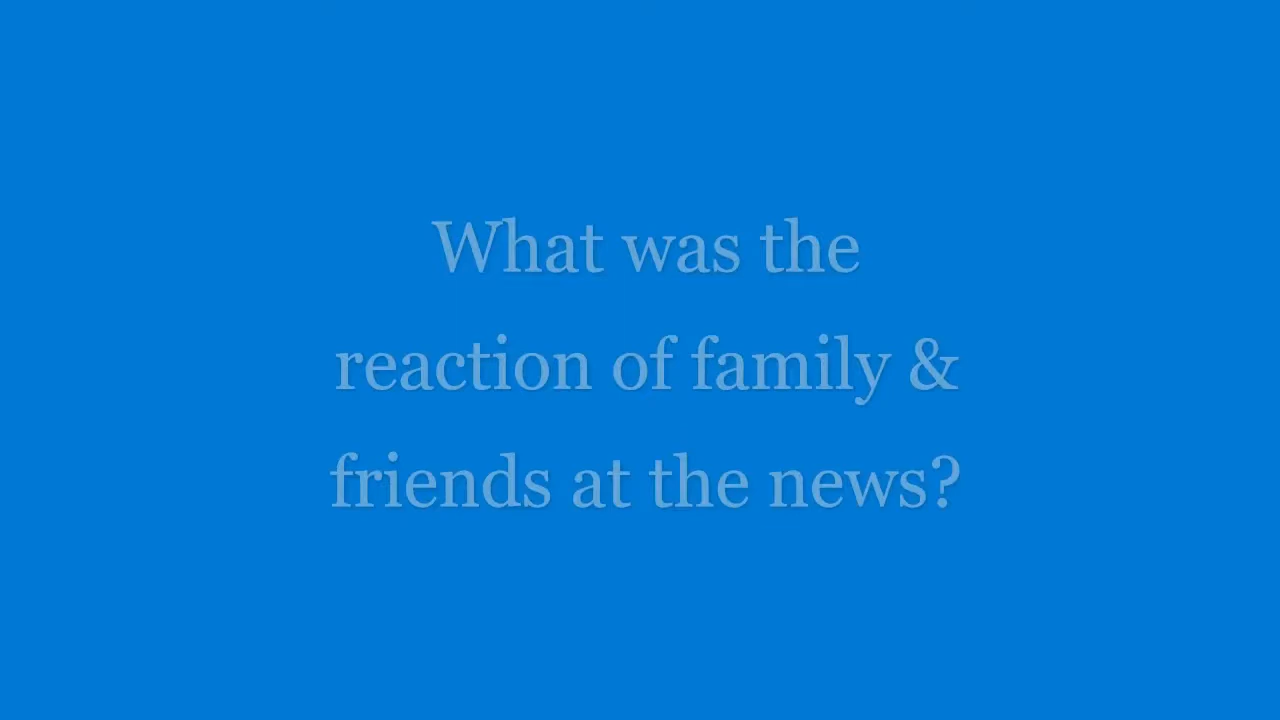 What was the
reaction of family &
friends at the news?